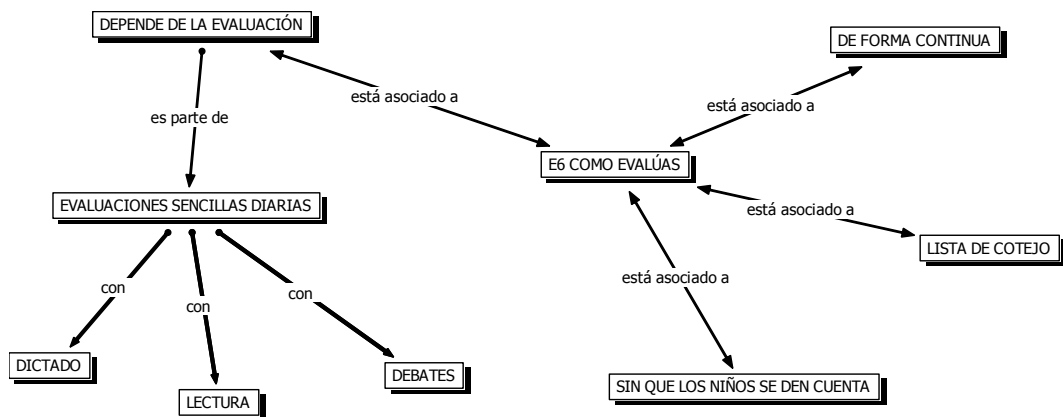 DEPENDE DE LA EVALUACIÓN
DE FORMA CONTINUA
está asociado a
está asociado a
es parte de
E6 COMO EVALÚAS
EVALUACIONES SENCILLAS DIARIAS
está asociado a
LISTA DE COTEJO
está asociado a
con
con
con
DICTADO
DEBATES
SIN QUE LOS NIÑOS SE DEN CUENTA
LECTURA